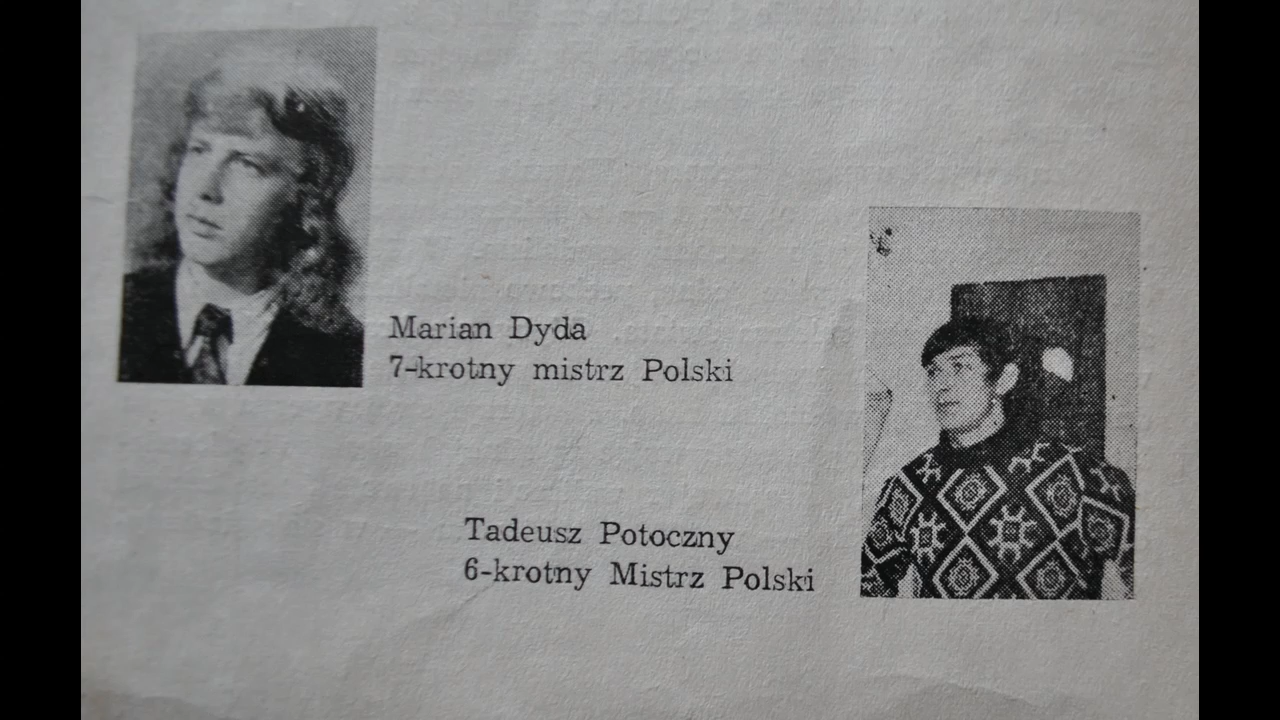 Marian Dyda
7-krotny mistrz Polski
Tadeusz Potoczny
6-krotny Mistrz Polski